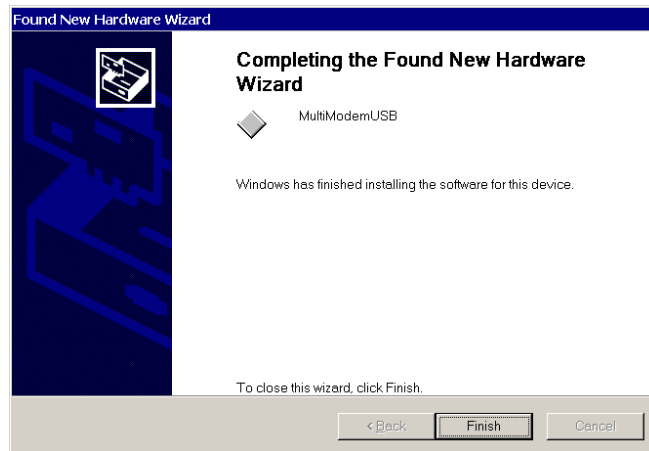 Found New Hardware Wizard
Completing the Found New Hardware
Wizard
MultiModemUSB
Windows has finished installing the software for this device.
To close this wizard, click Finish.
< Back
Finish
Cancel